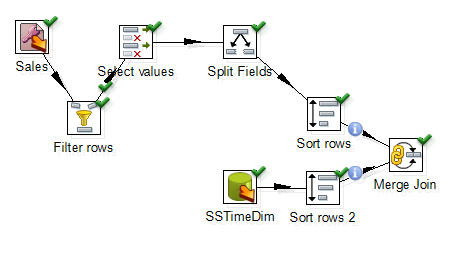 Sales
Select values
Split Fields
Filter rows
Sort rows
Merge Join
SSTimeDim
Sort rows 2